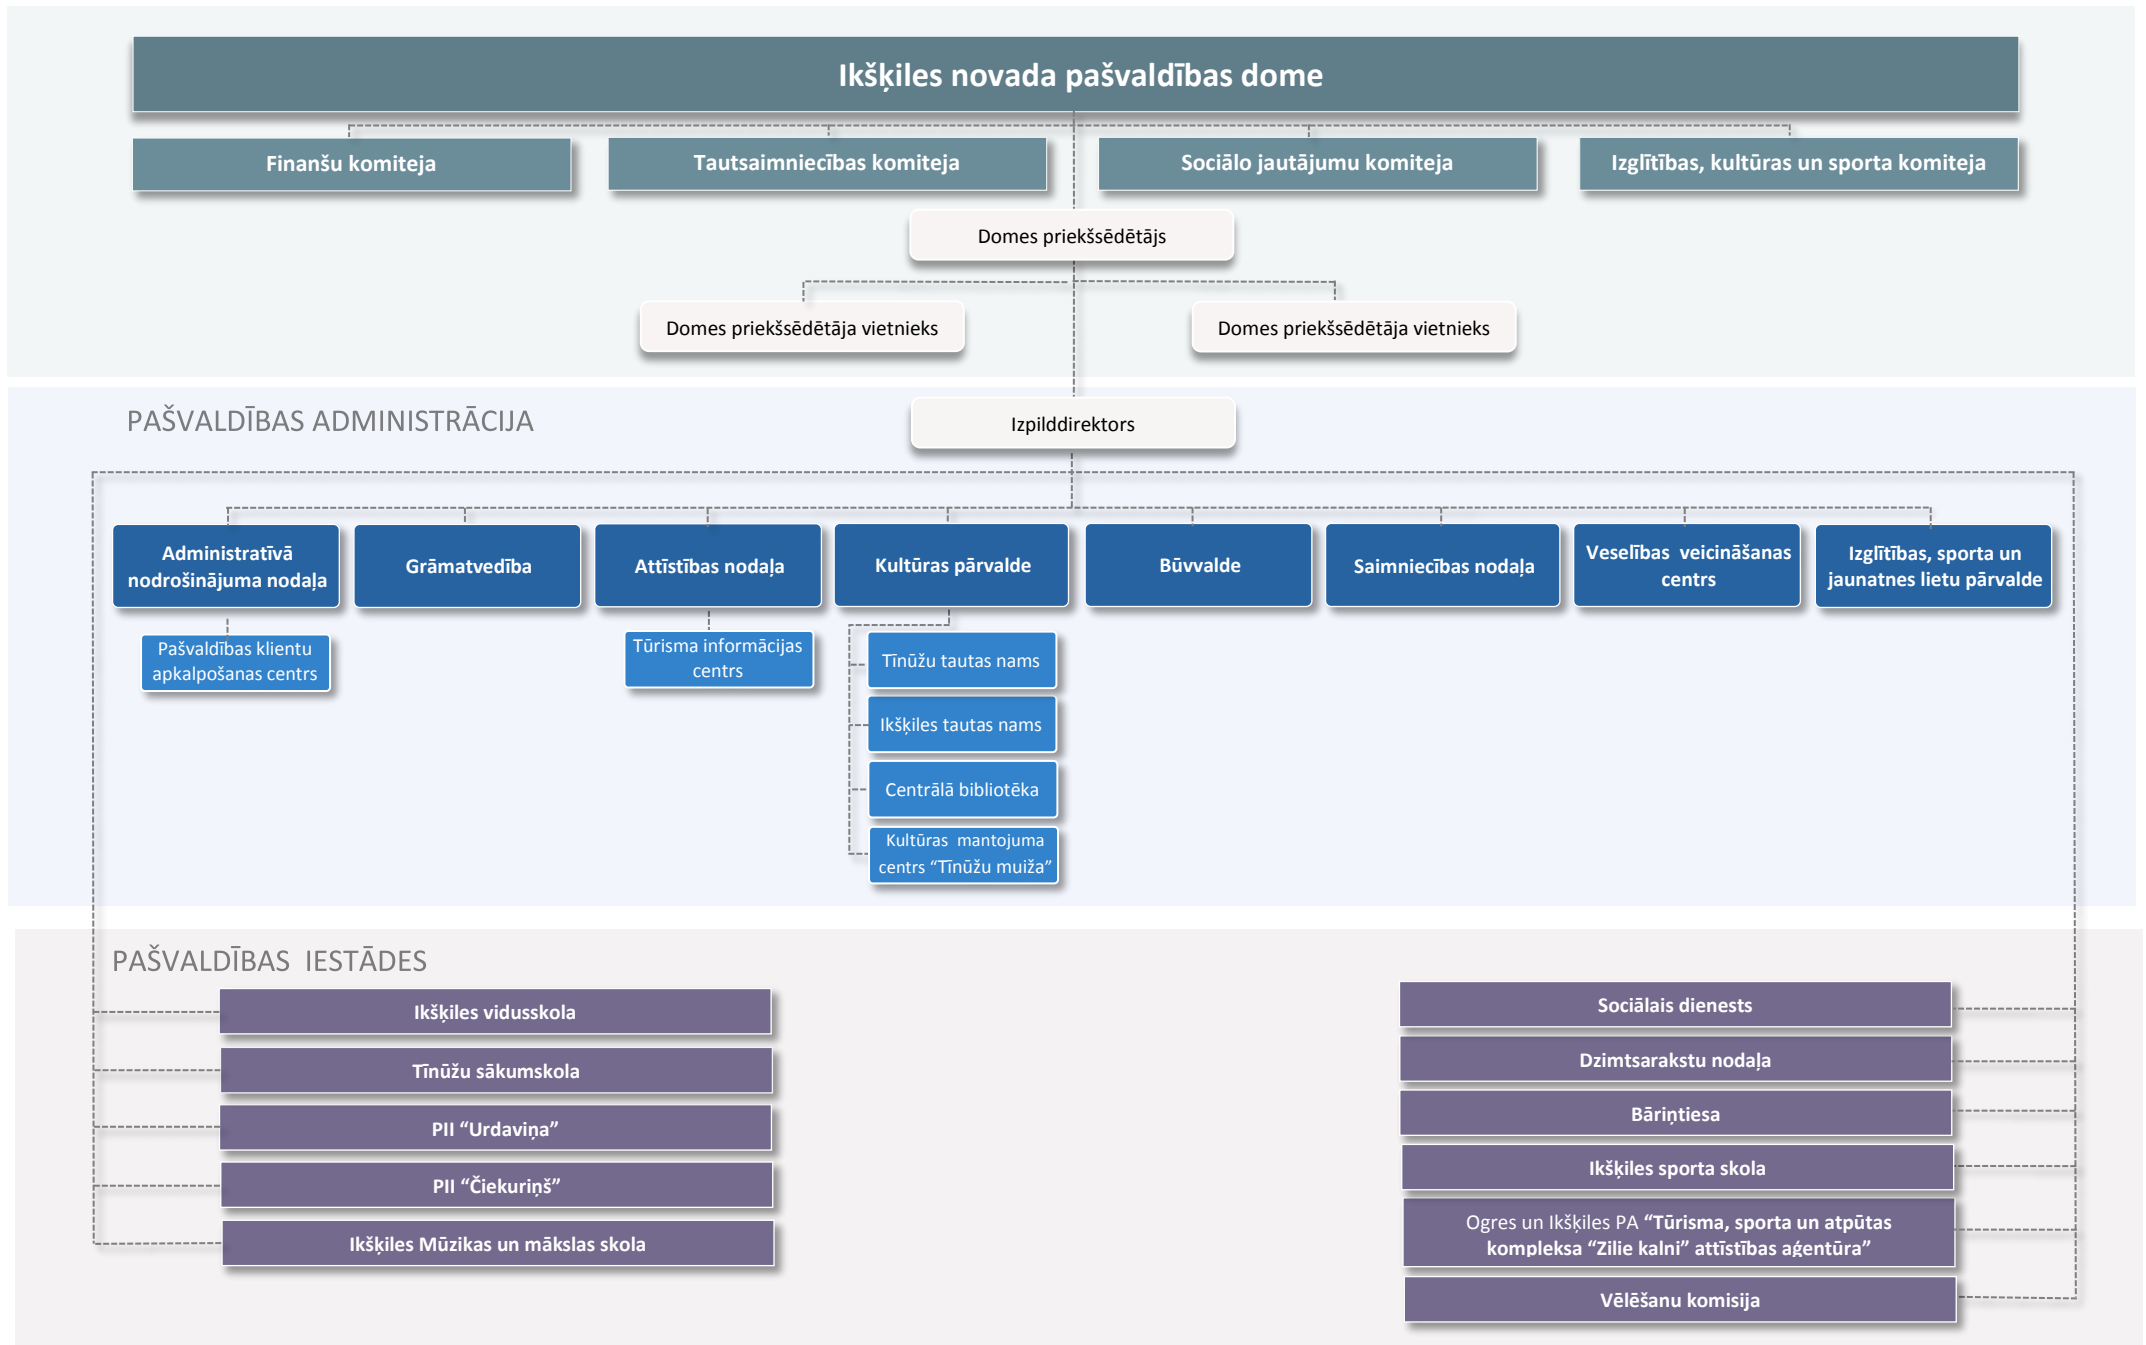 Ikšķiles novada pašvaldības dome
Finanšu komiteja
Tautsaimniecības komiteja
Sociālo jautājumu komiteja
Izglītības, kultūras un sporta komiteja
Domes priekšsēdētājs
Domes priekšsēdētāja vietnieks
Domes priekšsēdētāja vietnieks
PAŠVALDĪBAS ADMINISTRĀCIJA
Izpilddirektors
Administratīvā
nodrošinājuma nodaļa
Grāmatvedība
Attīstības nodaļa
Kultūras pārvalde
Būvvalde
Saimniecības nodaļa
Veselības  veicināšanas
centrs
Izglītības, sporta un
jaunatnes lietu pārvalde
Pašvaldības klientu
apkalpošanas centrs
Tūrisma informācijas
centrs
Tīnūžu tautas nams
Ikšķiles tautas nams
Centrālā bibliotēka
Kultūras  mantojuma
centrs “Tīnūžu muiža”
PAŠVALDĪBAS  IESTĀDES
Ikšķiles vidusskola
Tīnūžu sākumskola
PII “Urdaviņa”
PII “Čiekuriņš”
Ikšķiles Mūzikas un mākslas skola
Sociālais dienests
Dzimtsarakstu nodaļa
Bāriņtiesa
Ikšķiles sporta skola
Ogres un Ikšķiles PA “Tūrisma, sporta un atpūtas
kompleksa “Zilie kalni” attīstības aģentūra”
Vēlēšanu komisija